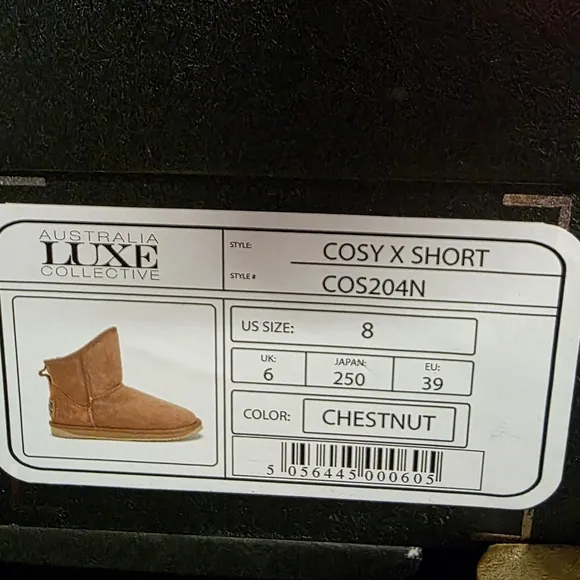 AUSTRALIA
LUXE
COLLECTIVE
STYLE: COSY X SHORT
STYLE # COS204N
US SIZE: 8
UK: JAPAN: EU:
6 250 39
COLOR: CHESTNUT
5 056445 000605